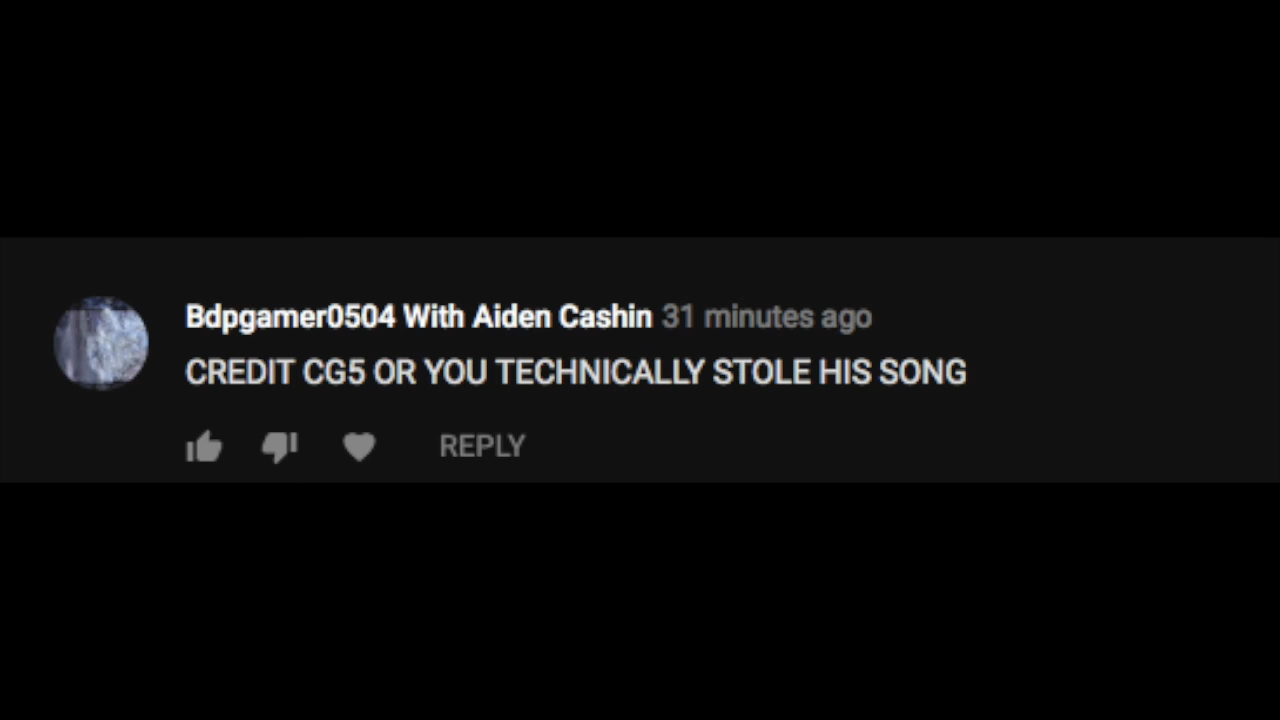 Bdpgamer0504 With Aiden Cashin 31 minutes ago
CREDIT CG5 OR YOU TECHNICALLY STOLE HIS SONG
REPLY